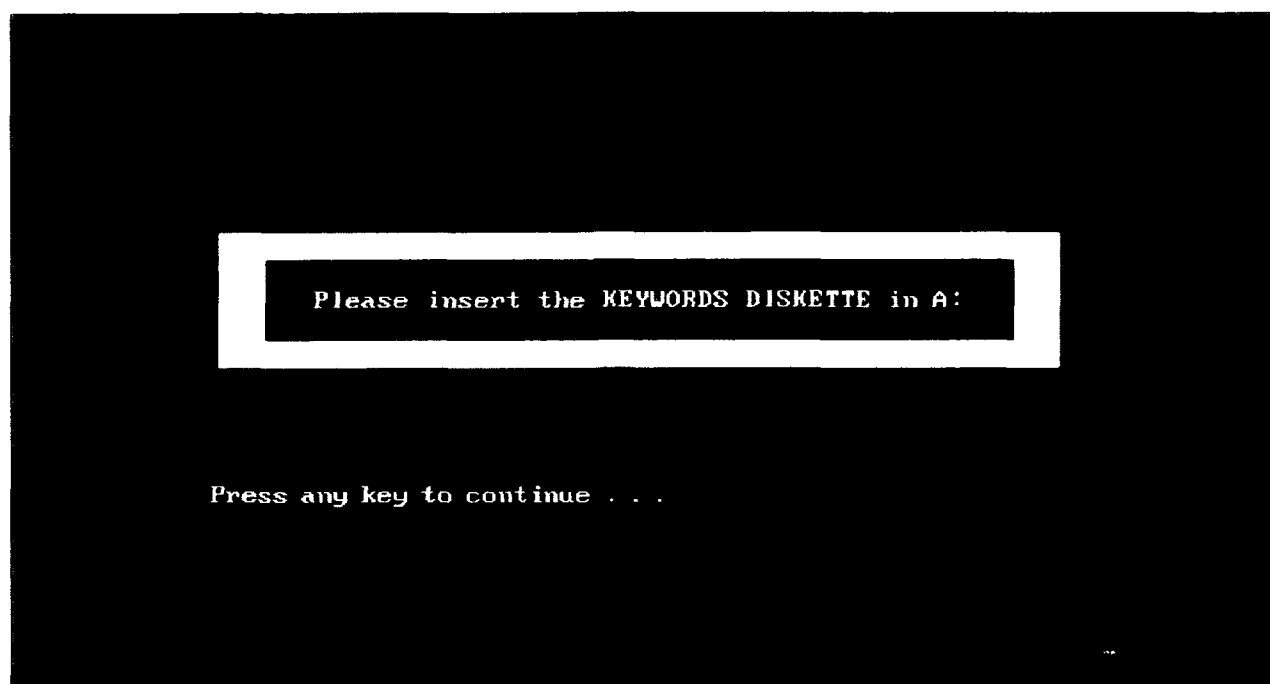 Please insert the KEYWORDS DISKETTE in A:
Press any key to continue . . .